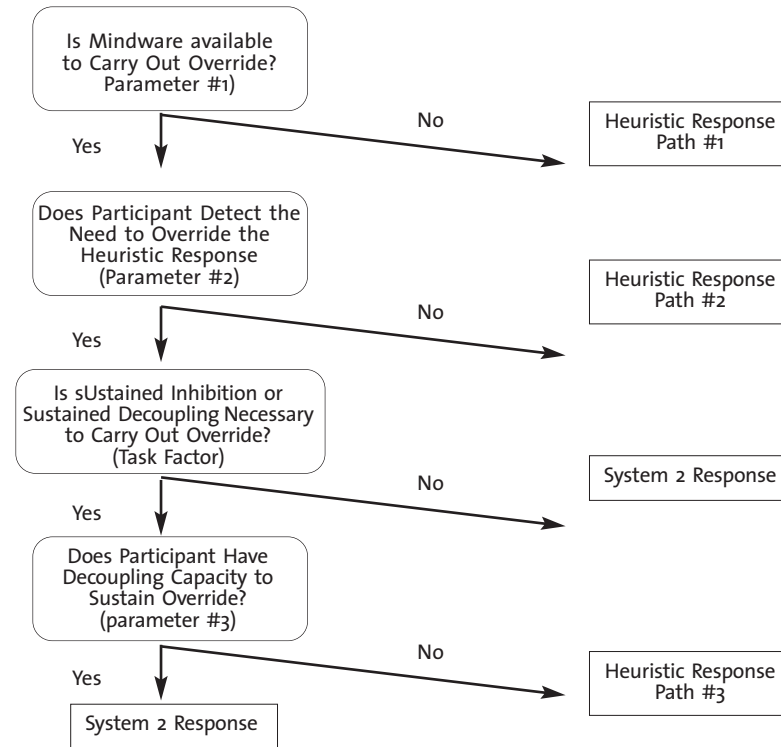 Is Mindware available
to Carry Out Override?
Parameter #1)
No
Yes
Heuristic Response
Path #1
Does Participant Detect the
Need to Override the
Heuristic Response
(Parameter #2)
No
Yes
Heuristic Response
Path #2
Is sUstained Inhibition or
Sustained Decoupling Necessary
to Carry Out Override?
(Task Factor)
No
Yes
System 2 Response
Does Participant Have
Decoupling Capacity to
Sustain Override?
(parameter #3)
No
Yes
Heuristic Response
Path #3
System 2 Response